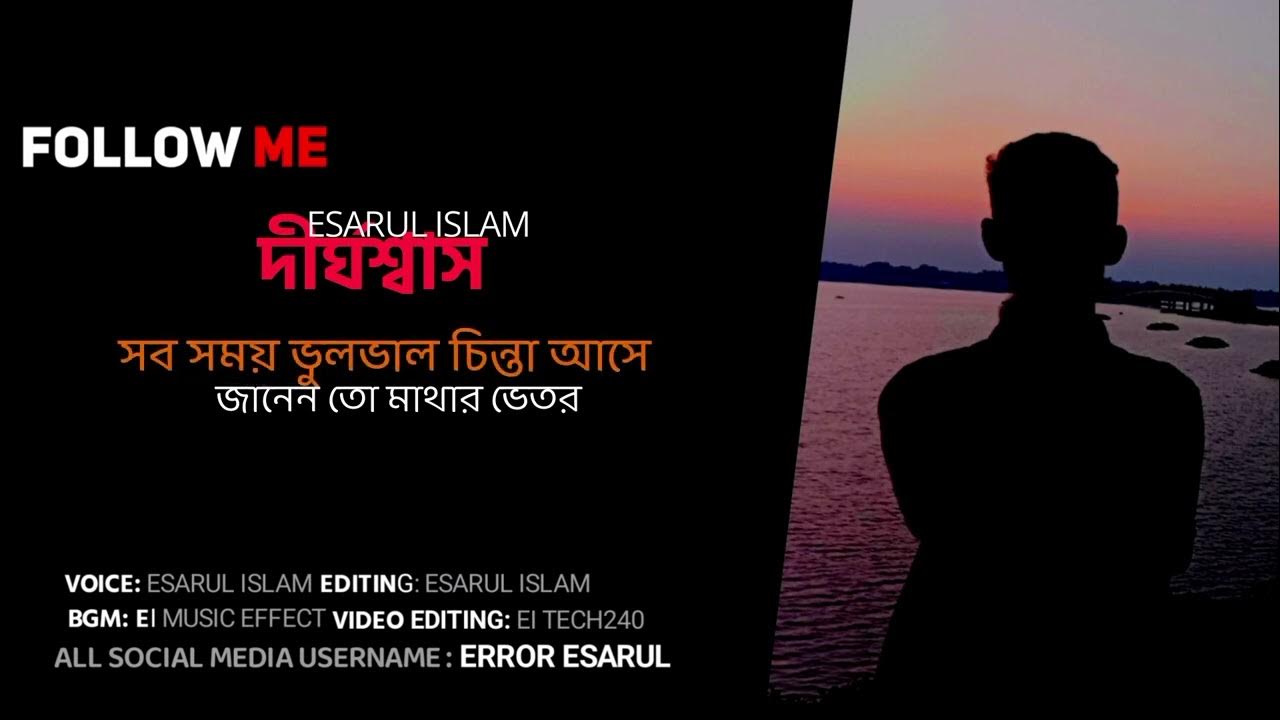 FOLLOW ME
ESARUL ISLAM
দীর্ঘশ্বাস
সব সময় ভুলভাল চিন্তা আসে
জানেন তো মাথার ভেতর
VOICE: ESARUL ISLAM EDITING: ESARUL ISLAM
BGM: EI MUSIC EFFECT VIDEO EDITING: EI TECH240
ALL SOCIAL MEDIA USERNAME : ERROR ESARUL